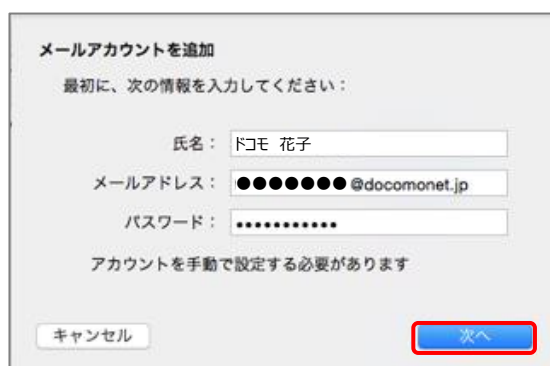 メールアカウントを追加
最初に、次の情報を入力してください：
氏名： ドコモ 花子
メールアドレス： ●●●●●●●@docomonet.jp
パスワード： •••••••••••
アカウントを手動で設定する必要があります
キャンセル 次へ